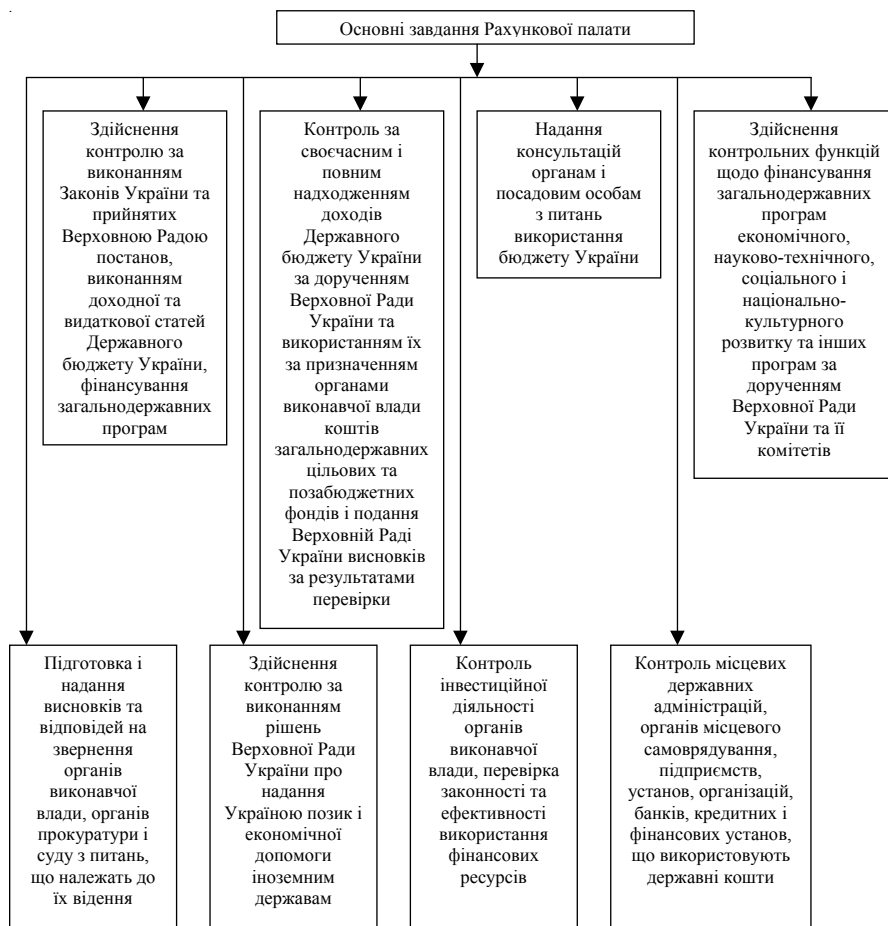 Основні завдання Рахункової палати
Здійснення
контролю за
виконанням
Законів України та
прийнятих
Верховною Радою
постанов,
виконанням
доходної та
видаткової статей
Державного
бюджету України,
фінансування
загальнодержавних
програм
Контроль за
своєчасним і
повним
надходженням
доходів
Державного
бюджету України
за дорученням
Верховної Ради
України та
використанням їх
за призначенням
органами
виконавчої влади
коштів
загальнодержавних
цільових та
позабюджетних
фондів і подання
Верховній Раді
України висновків
за результатами
перевірки
Надання
консультацій
органам і
посадовим особам
з питань
використання
бюджету України
Здійснення
контрольних функцій
щодо фінансування
загальнодержавних
програм
економічного,
науково-технічного,
соціального і
національно-
культурного
розвитку та інших
програм за
дорученням
Верховної Ради
України та її
комітетів
Підготовка і
надання
висновків та
відповідей на
звернення
органів
виконавчої
влади, органів
прокуратури і
суду з питань,
що належать до
їх відення
Здійснення
контролю за
виконанням
рішень
Верховної Ради
України про
надання
Україною позик і
економічної
допомоги
іноземним
державам
Контроль
інвестиційної
діяльності
органів
виконавчої
влади, перевірка
законності та
ефективності
використання
фінансових
ресурсів
Контроль місцевих
державних
адміністрацій,
органів місцевого
самоврядування,
підприємств,
установ, організацій,
банків, кредитних і
фінансових установ,
що використовують
державні кошти